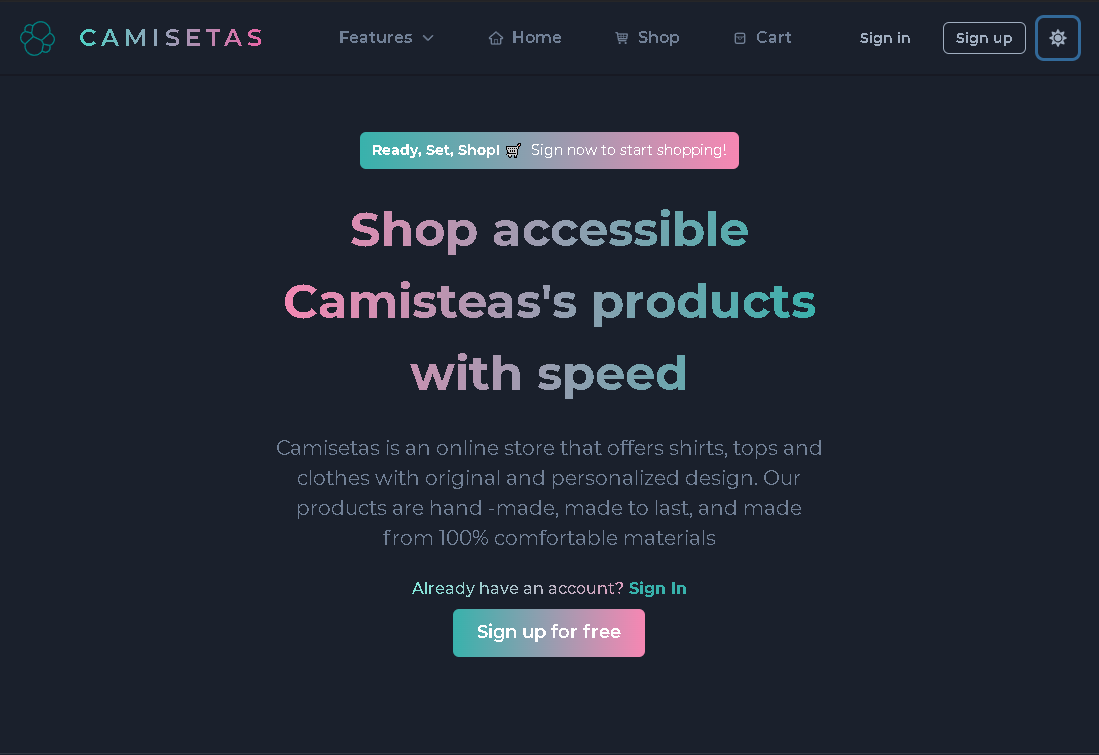 CAMISETAS
Features
Home
Shop
Cart
Sign in
Sign up
Ready, Set, Shop! 🛒 Sign now to start shopping!
Shop accessible
Camisteas's products
with speed
Camisetas is an online store that offers shirts, tops and
clothes with original and personalized design. Our
products are hand -made, made to last, and made
from 100% comfortable materials
Already have an account? Sign In
Sign up for free